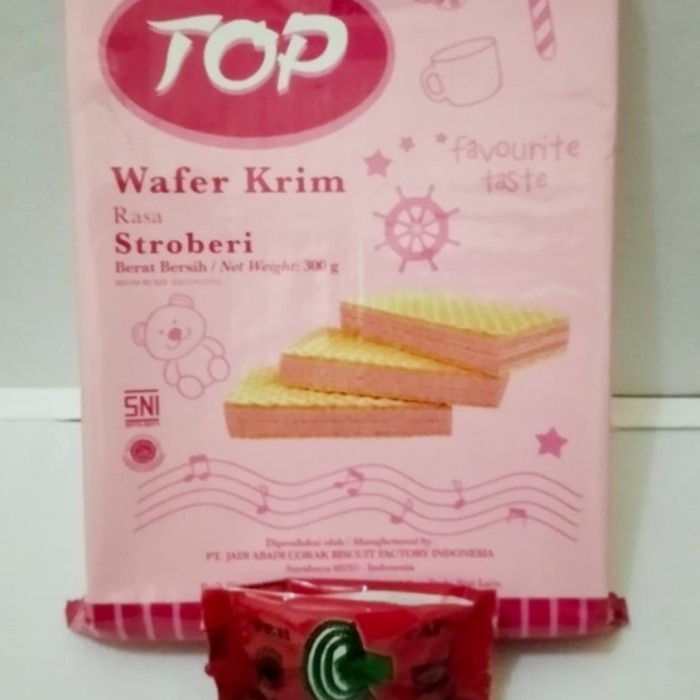 TOP
favourite
taste
Wafer Krim
Rasa
Stroberi
Berat Bersih / Net Weight: 300 g
SNI
Diproduksi oleh / Manufactured by:
PT. JADI ABADI CORAK BISCUIT FACTORY INDONESIA
Surabaya 60293 - Indonesia